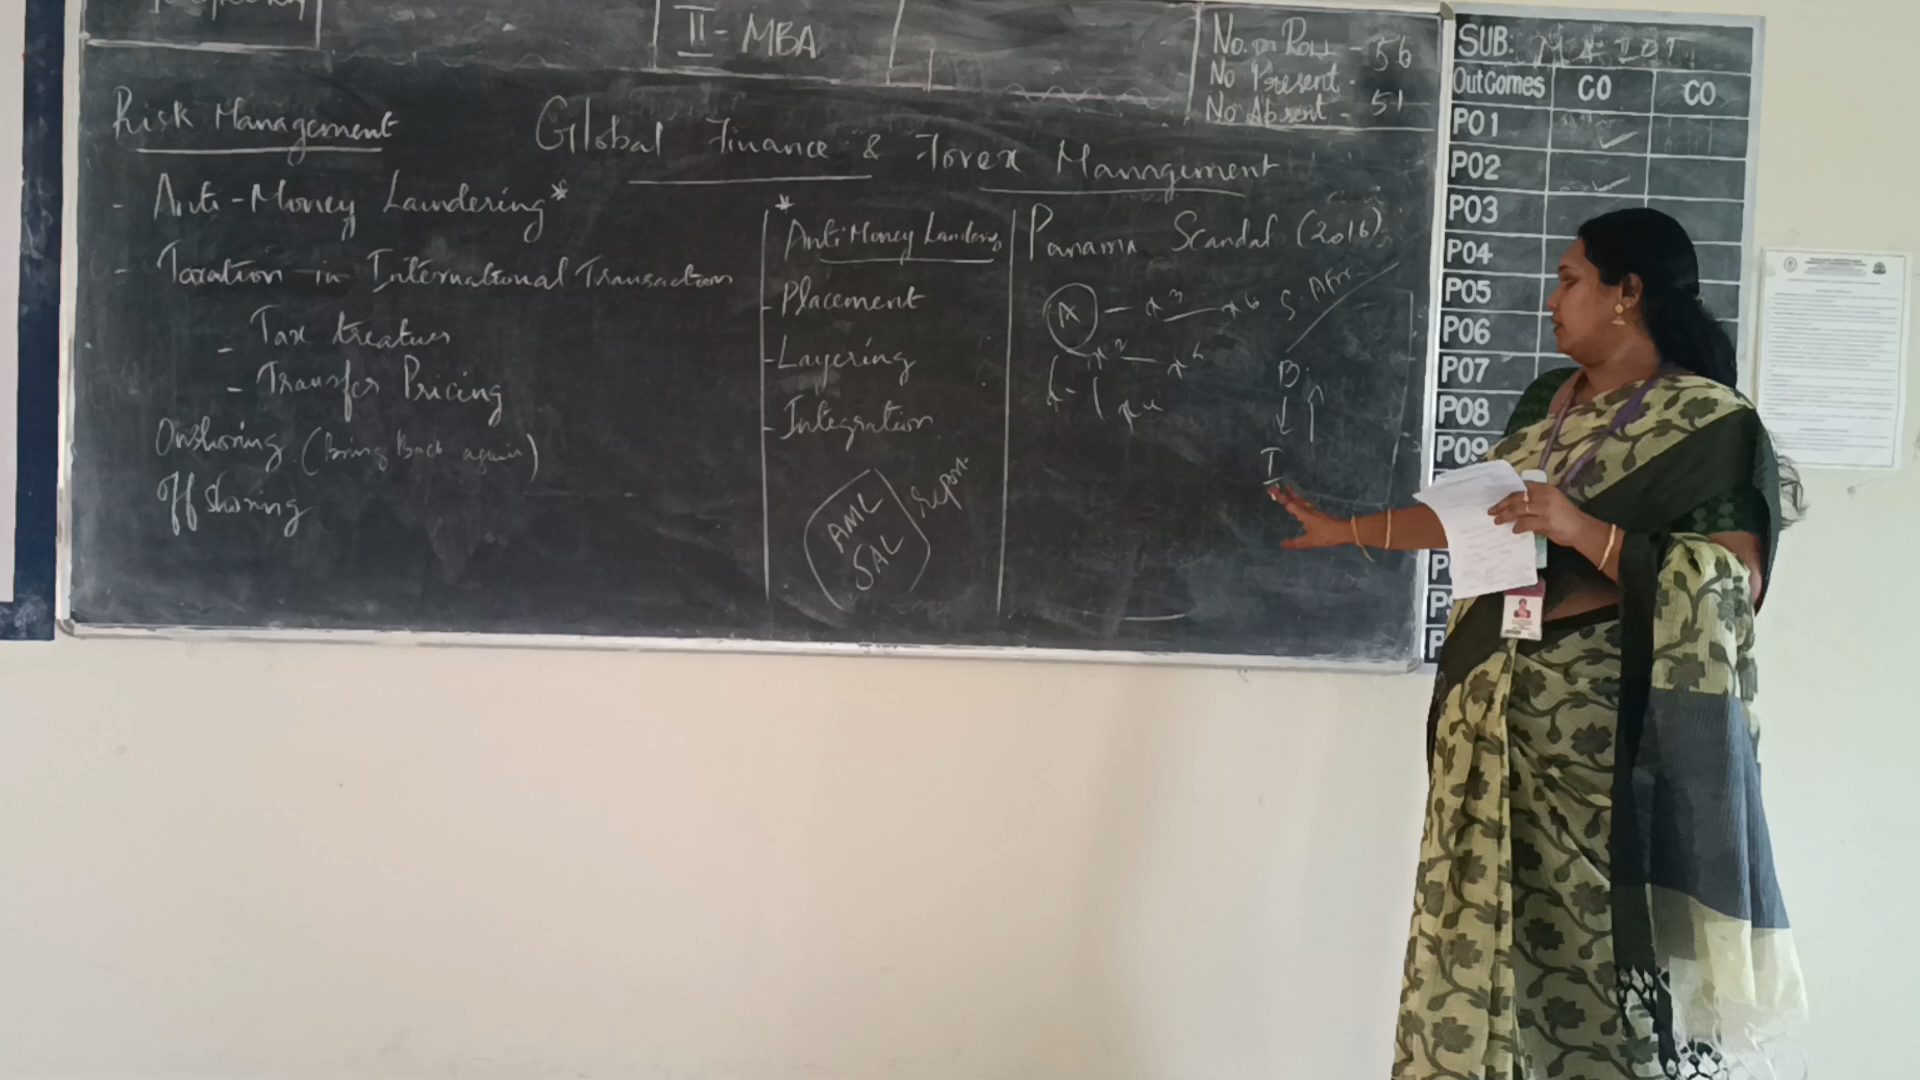 II - MBA
No. on Roll - 56
No Present -
No Absent - 51
Risk Management
Global Finance & Forex Management
- Anti-Money Laundering*
- Taxation in International Transactions
- Tax treaties
- Transfer Pricing
Onshoring (Bring Back again)
Off shoring
*
Anti Money Laundering
- Placement
- Layering
- Integration
AML
SAL
report
Panama Scandal (2016)
A
S. Afri.
B
I
SUB:
OutComes CO CO
PO1
PO2
PO3
PO4
PO5
PO6
PO7
PO8
PO9